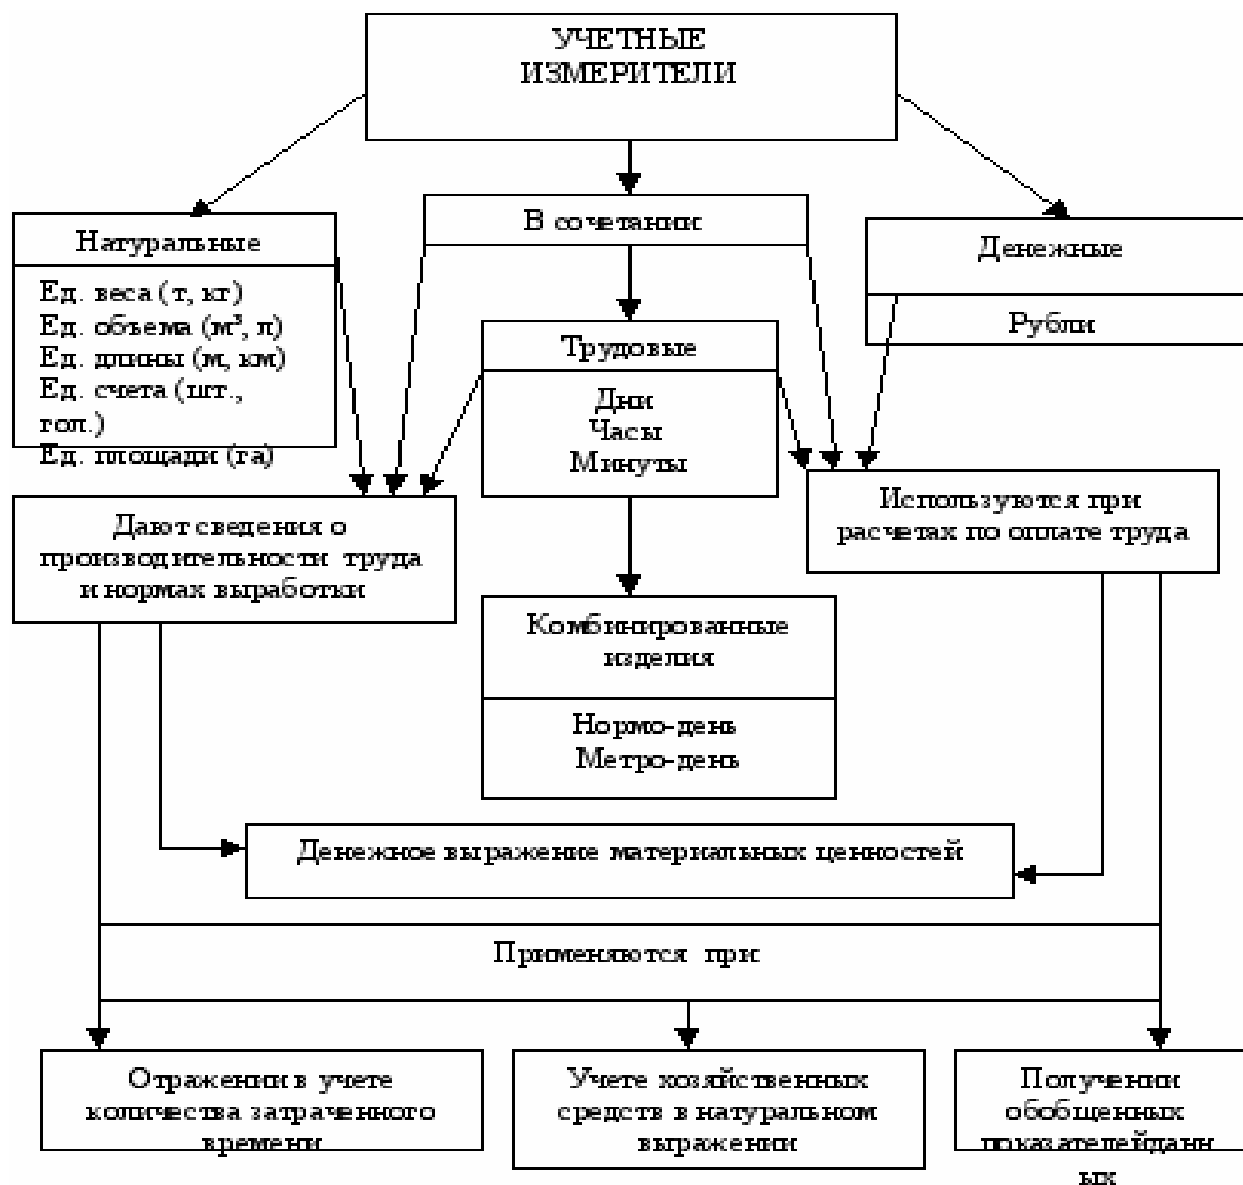 УЧЕТНЫЕ
ИЗМЕРИТЕЛИ
В сочетании
Натуральные
Денежные
Ед. веса (т, кг)
Ед. объема (м³, л)
Ед. длины (м, км)
Ед. счета (шт.,
гол.)
Ед. площади (га)
Рубли
Трудовые
Дни
Часы
Минуты
Дают сведения о
производительности труда
и нормах выработки
Используются при
расчетах по оплате труда
Комбинированные
изделия
Нормо-день
Метро-день
Денежное выражение материальных ценностей
Применяются при
Отражении в учете
количества затраченного
времени
Учете хозяйственных
средств в натуральном
выражении
Получении
обобщенных
показателейданн
ых